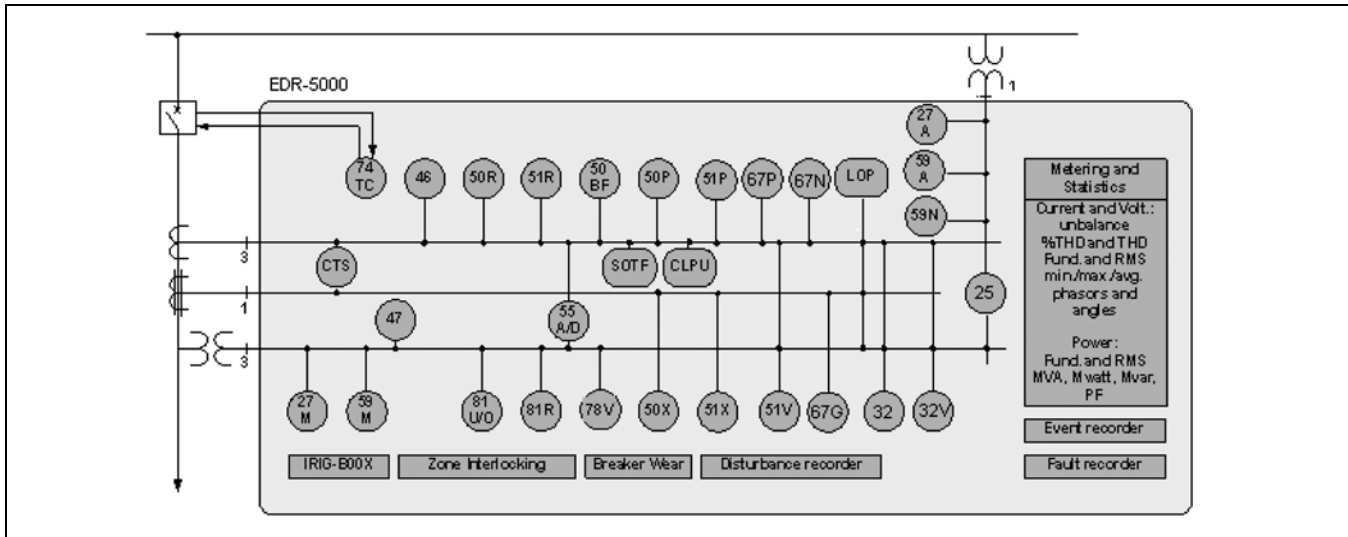 EDR-5000
1
27
A
74
TC
46
50R
51R
50
BF
50P
51P
67P
67N
LOP
59
A
59N
Metering and
Statistics
Current and Volt.:
unbalance
%THD and THD
Fund. and RMS
min./max./avg.
phasors and
angles
Power:
Fund. and RMS
MVA, Mwatt, Mvar,
PF
3
CTS
SOTF
CLPU
25
1
47
55
A/D
3
27
M
59
M
81
U/O
81R
78V
50X
51X
51V
67G
32
32V
Event recorder
IRIG-B00X
Zone Interlocking
Breaker Wear
Disturbance recorder
Fault recorder